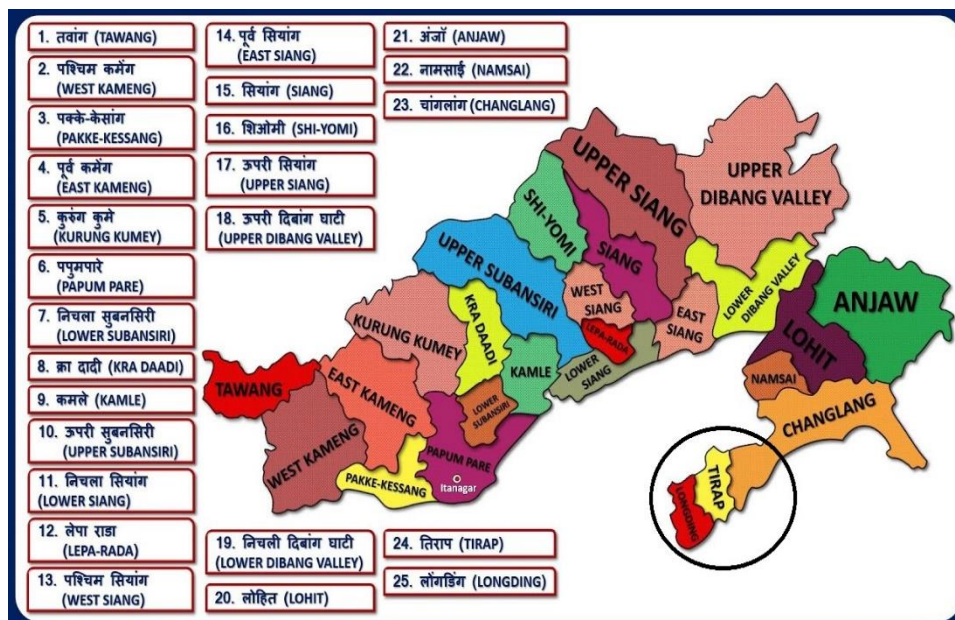 1. तवांग (TAWANG)
2. पश्चिम कमेंग
(WEST KAMENG)
3. पक्के-केसांग
(PAKKE-KESSANG)
4. पूर्व कमेंग
(EAST KAMENG)
5. कुरुंग कुमे
(KURUNG KUMEY)
6. पपुमपारे
(PAPUM PARE)
7. निचला सुबनसिरी
(LOWER SUBANSIRI)
8. क्रा दादी (KRA DAADI)
9. कमले (KAMLE)
10. ऊपरी सुबनसिरी
(UPPER SUBANSIRI)
11. निचला सियांग
(LOWER SIANG)
12. लेपा राडा
(LEPA-RADA)
13. पश्चिम सियांग
(WEST SIANG)
14. पूर्व सियांग
(EAST SIANG)
15. सियांग (SIANG)
16. शिओमी (SHI-YOMI)
17. ऊपरी सियांग
(UPPER SIANG)
18. ऊपरी दिबांग घाटी
(UPPER DIBANG VALLEY)
19. निचली दिबांग घाटी
(LOWER DIBANG VALLEY)
20. लोहित (LOHIT)
21. अंजॉ (ANJAW)
22. नामसाई (NAMSAI)
23. चांगलांग (CHANGLANG)
24. तिराप (TIRAP)
25. लोंगडिंग (LONGDING)
UPPER SIANG
UPPER
DIBANG VALLEY
SHI-YOMI
SIANG
UPPER SUBANSIRI
WEST
SIANG
LOWER
DIBANG VALLEY
ANJAW
KRA DAADI
EAST
SIANG
LOHIT
KURUNG KUMEY
LEPA-RADA
LOWER
SIANG
KAMLE
NAMSAI
TAWANG
EAST KAMENG
LOWER
SUBANSIRI
CHANGLANG
WEST KAMENG
PAPUM PARE
Itanagar
PAKKE-KESSANG
TIRAP
LONGDING